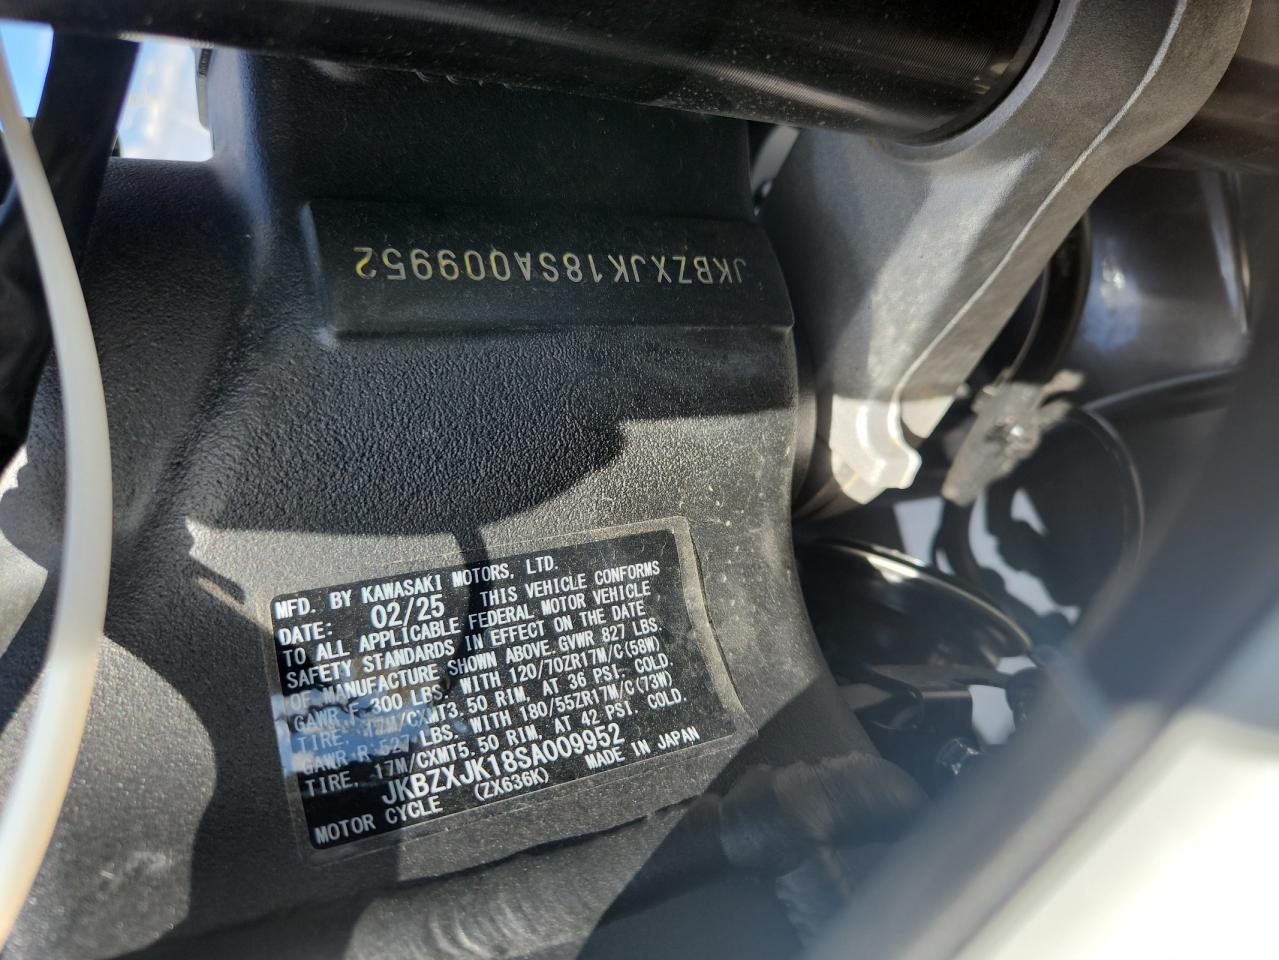 JKBZXJK18SA009952
MFD. BY KAWASAKI MOTORS, LTD.
DATE: 02/25 THIS VEHICLE CONFORMS
TO ALL APPLICABLE FEDERAL MOTOR VEHICLE
SAFETY STANDARDS IN EFFECT ON THE DATE
OF MANUFACTURE SHOWN ABOVE. GVWR 827 LBS.
GAWR F 300 LBS. WITH 120/70ZR17M/C(58W)
TIRE, 17M/CXMT3.50 RIM, AT 36 PSI. COLD.
GAWR R 527 LBS. WITH 180/55ZR17M/C(73W)
TIRE, 17M/CXMT5.50 RIM, AT 42 PSI COLD.
JKBZXJK18SA009952
MOTOR CYCLE (ZX636K) MADE IN JAPAN